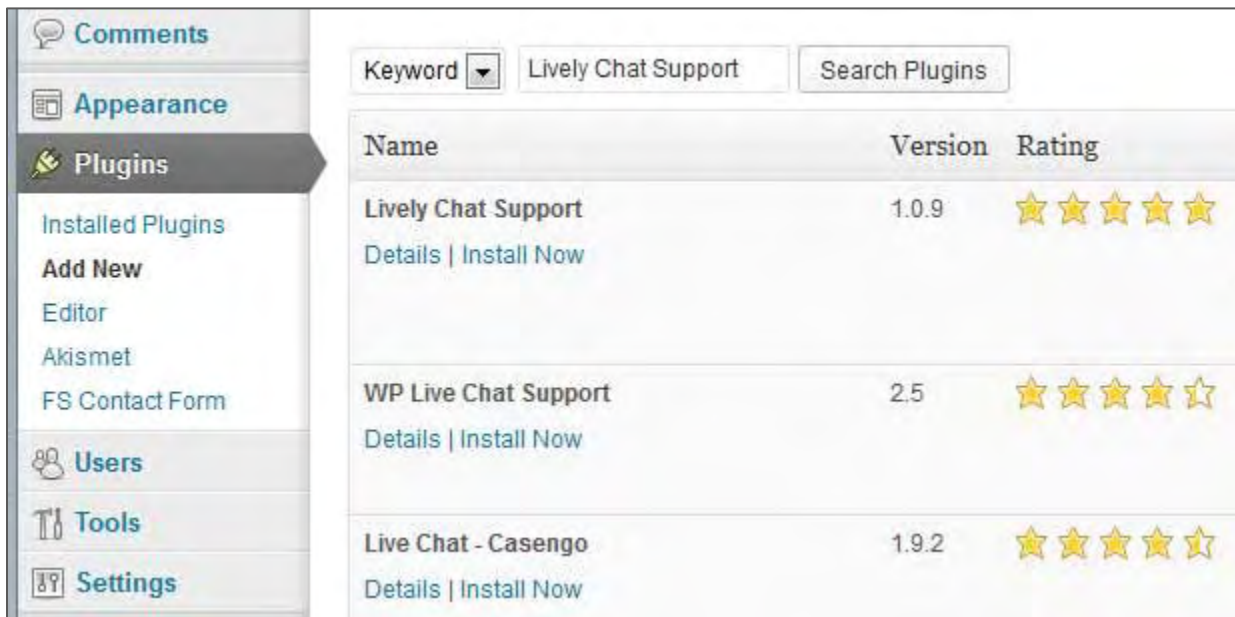 Comments
Appearance
Plugins
Installed Plugins
Add New
Editor
Akismet
FS Contact Form
Users
Tools
Settings
Keyword Lively Chat Support Search Plugins
Name Version Rating
Lively Chat Support 1.0.9
Details | Install Now
WP Live Chat Support 2.5
Details | Install Now
Live Chat - Casengo 1.9.2
Details | Install Now